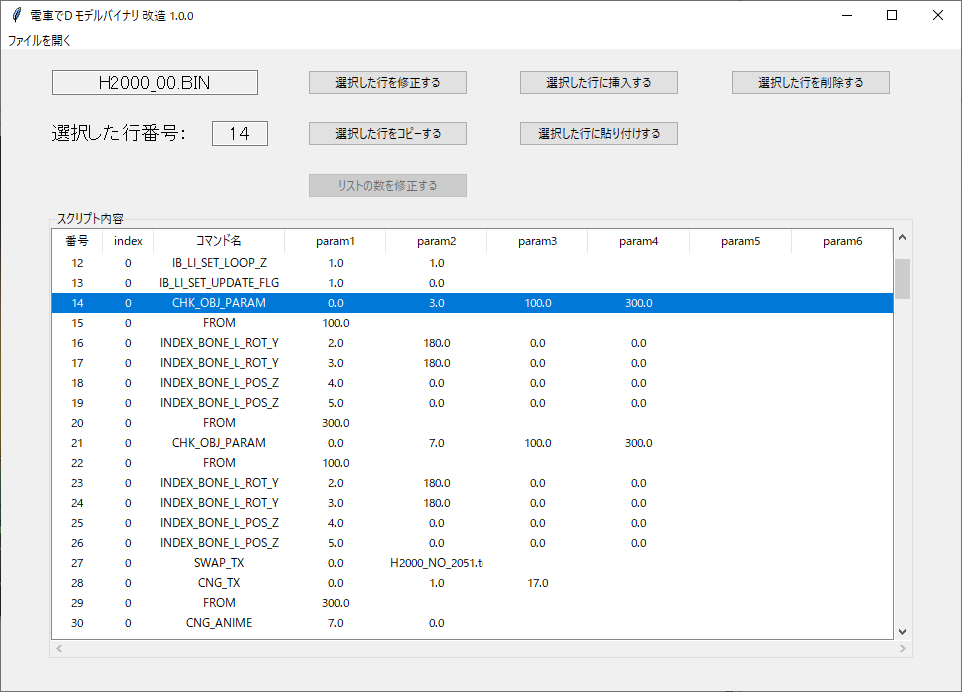 電車でD モデルバイナリ 改造 1.0.0
ファイルを開く
H2000_00.BIN 選択した行を修正する 選択した行に挿入する 選択した行を削除する
選択した行番号: 14 選択した行をコピーする 選択した行に貼り付けする
リストの数を修正する
スクリプト内容
番号 index コマンド名 param1 param2 param3 param4 param5 param6
12 0 IB_LI_SET_LOOP_Z 1.0 1.0
13 0 IB_LI_SET_UPDATE_FLG 1.0 0.0
14 0 CHK_OBJ_PARAM 0.0 3.0 100.0 300.0
15 0 FROM 100.0
16 0 INDEX_BONE_L_ROT_Y 2.0 180.0 0.0 0.0
17 0 INDEX_BONE_L_ROT_Y 3.0 180.0 0.0 0.0
18 0 INDEX_BONE_L_POS_Z 4.0 0.0 0.0 0.0
19 0 INDEX_BONE_L_POS_Z 5.0 0.0 0.0 0.0
20 0 FROM 300.0
21 0 CHK_OBJ_PARAM 0.0 7.0 100.0 300.0
22 0 FROM 100.0
23 0 INDEX_BONE_L_ROT_Y 2.0 180.0 0.0 0.0
24 0 INDEX_BONE_L_ROT_Y 3.0 180.0 0.0 0.0
25 0 INDEX_BONE_L_POS_Z 4.0 0.0 0.0 0.0
26 0 INDEX_BONE_L_POS_Z 5.0 0.0 0.0 0.0
27 0 SWAP_TX 0.0 H2000_NO_2051.t
28 0 CNG_TX 0.0 1.0 17.0
29 0 FROM 300.0
30 0 CNG_ANIME 7.0 0.0